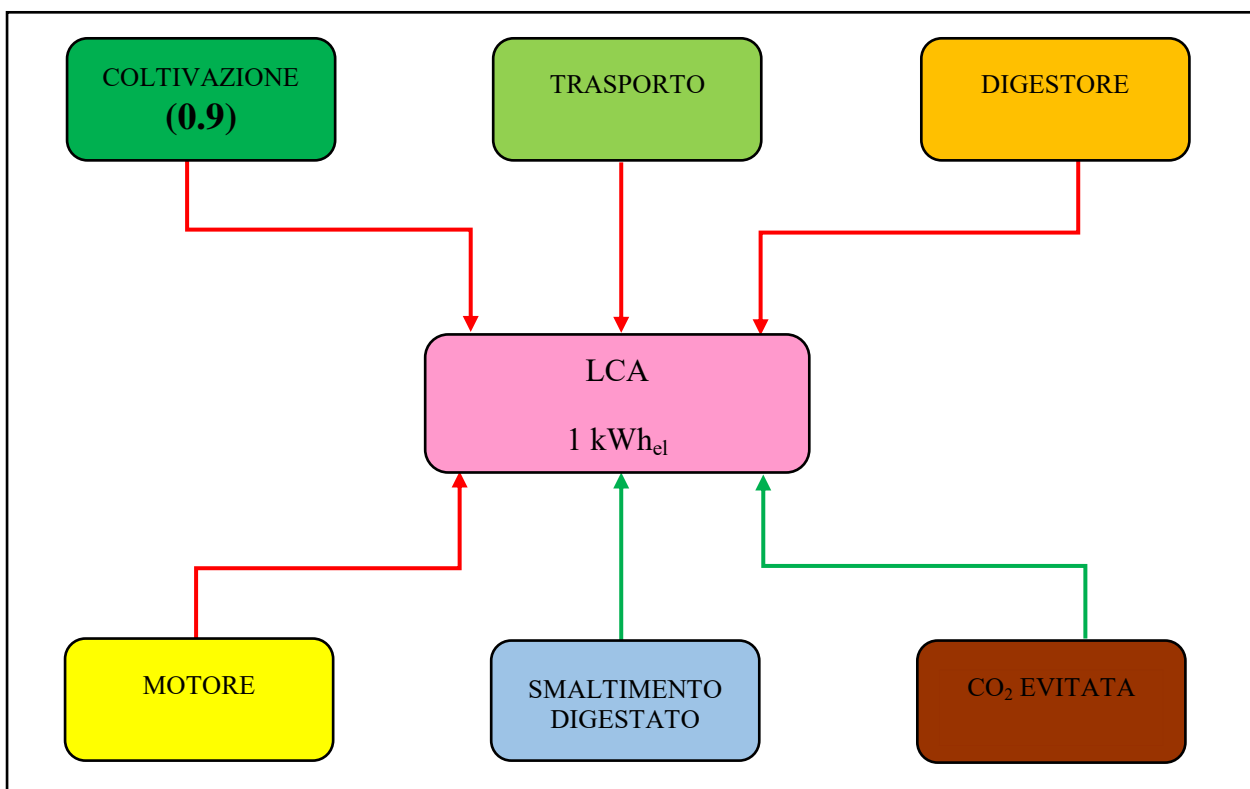 COLTIVAZIONE
(0.9)
TRASPORTO
DIGESTORE
LCA
1 kWhel
MOTORE
SMALTIMENTO
DIGESTATO
CO₂ EVITATA